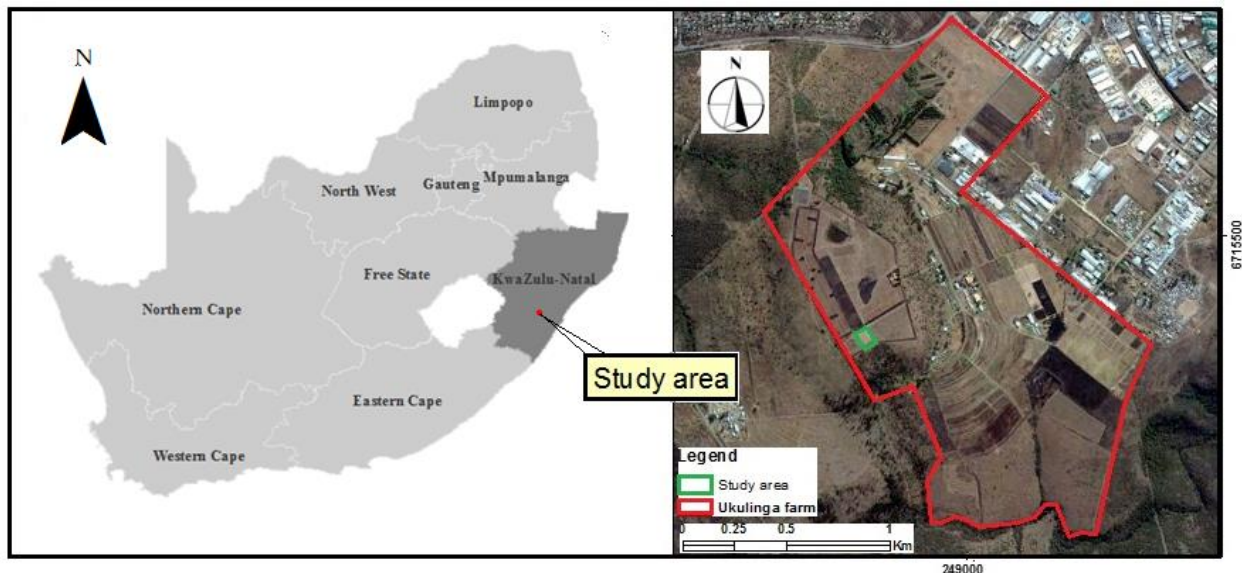 N
Limpopo
North West
Gauteng
Mpumalanga
Free State
KwaZulu-Natal
Northern Cape
Eastern Cape
Western Cape
Study area
N
Legend
Study area
Ukulinga farm
0 0.25 0.5 1
Km
6715500
249000